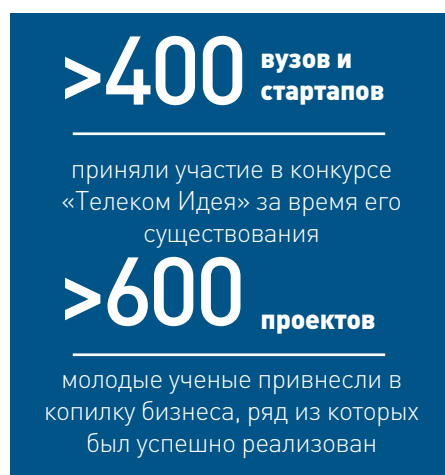 >400 вузов и
стартапов
приняли участие в конкурсе
«Телеком Идея» за время его
существования
>600 проектов
молодые ученые привнесли в
копилку бизнеса, ряд из которых
был успешно реализован